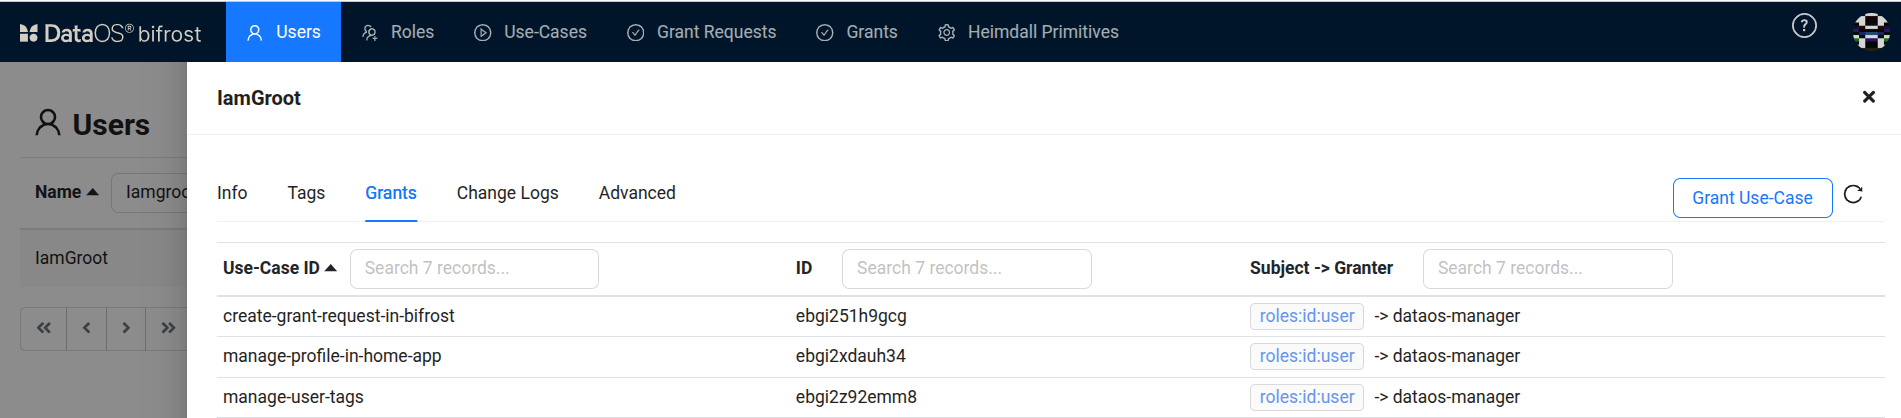 DataOS® bifrost Users Roles Use-Cases Grant Requests Grants Heimdall Primitives
IamGroot
Users
Info Tags Grants Change Logs Advanced
Grant Use-Case
Name Iamgroo
Use-Case ID Search 7 records... ID Search 7 records... Subject -> Granter Search 7 records...
IamGroot
create-grant-request-in-bifrost ebgi251h9gcg roles:id:user -> dataos-manager
manage-profile-in-home-app ebgi2xdauh34 roles:id:user -> dataos-manager
manage-user-tags ebgi2z92emm8 roles:id:user -> dataos-manager